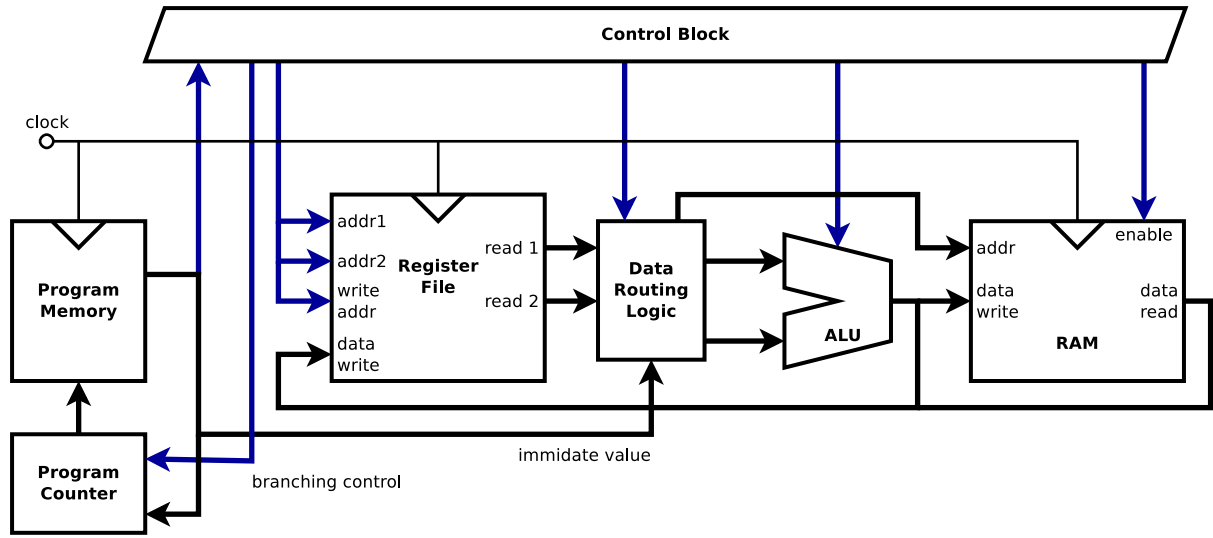 Control Block
clock
addr1
addr2
write
addr
data
write
Register
File
read 1
read 2
Program
Memory
Data
Routing
Logic
ALU
addr
enable
data
write
data
read
RAM
Program
Counter
immidate value
branching control